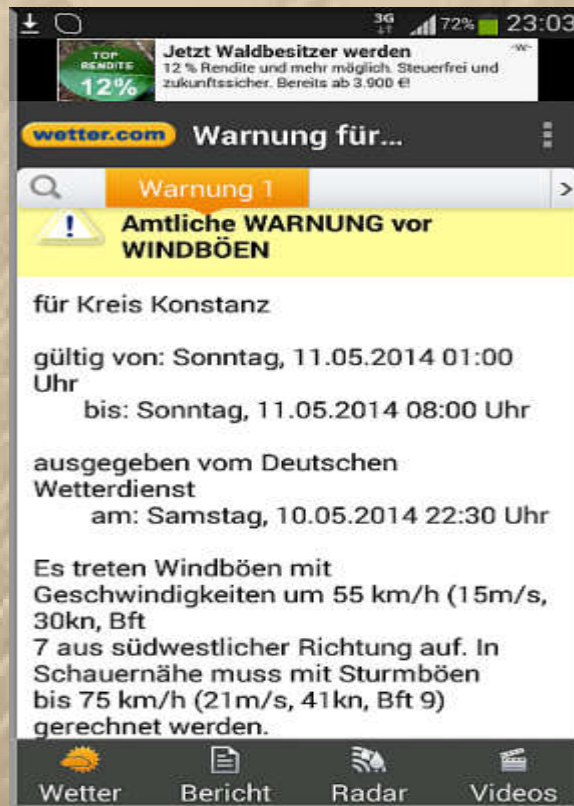 3G 72% 23:03
TOP
RENDITE
12%
Jetzt Waldbesitzer werden
12 % Rendite und mehr möglich. Steuerfrei und
zukunftssicher. Bereits ab 3.900 €!
-w-
wetter.com Warnung für...
Warnung 1 >
! Amtliche WARNUNG vor
WINDBÖEN
für Kreis Konstanz
gültig von: Sonntag, 11.05.2014 01:00
Uhr
bis: Sonntag, 11.05.2014 08:00 Uhr
ausgegeben vom Deutschen
Wetterdienst
am: Samstag, 10.05.2014 22:30 Uhr
Es treten Windböen mit
Geschwindigkeiten um 55 km/h (15m/s,
30kn, Bft
7 aus südwestlicher Richtung auf. In
Schauernähe muss mit Sturmböen
bis 75 km/h (21m/s, 41kn, Bft 9)
gerechnet werden.
Wetter Bericht Radar Videos